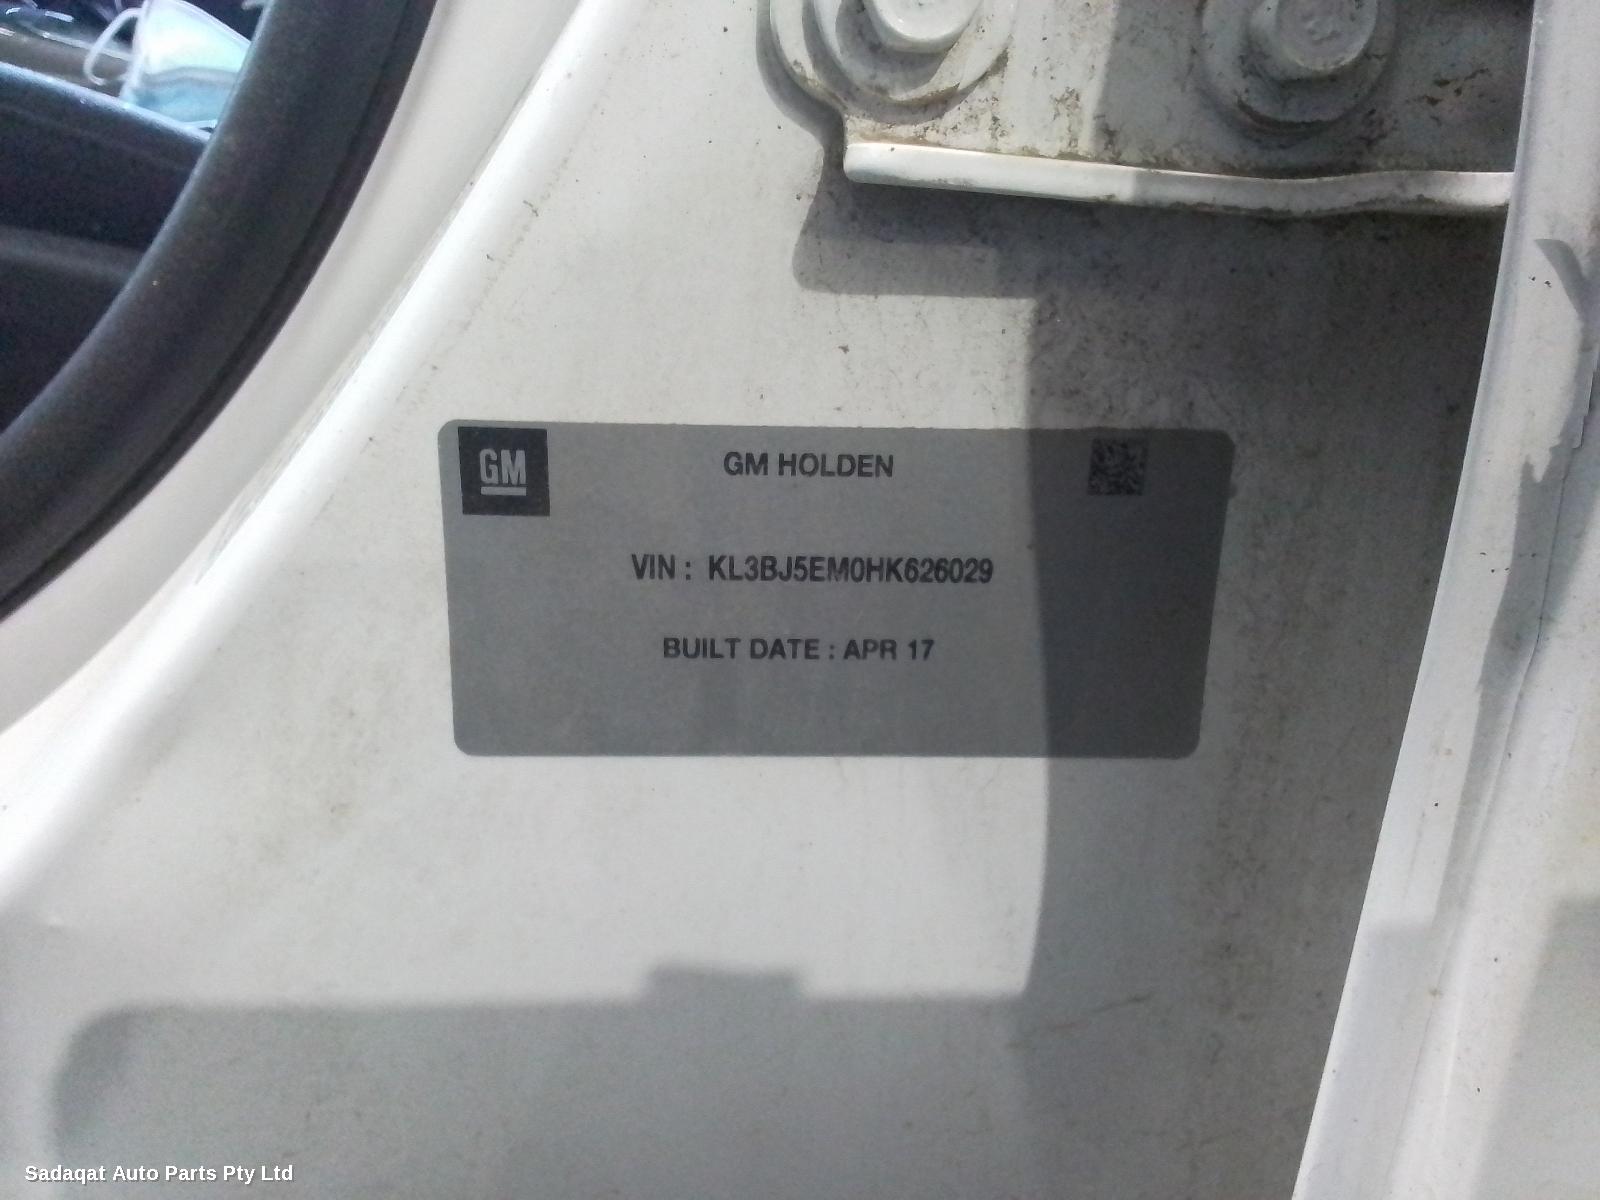 GM
GM HOLDEN
VIN : KL3BJ5EM0HK626029
BUILT DATE : APR 17
Sadaqat Auto Parts Pty Ltd